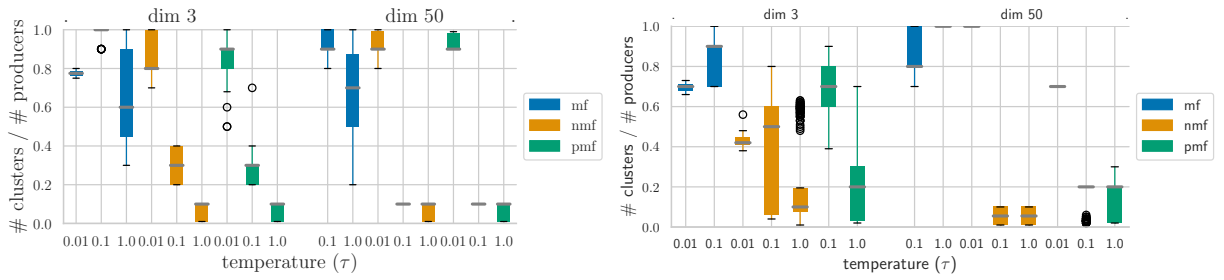 dim 3 dim 50
# clusters / # producers
1.0
0.8
0.6
0.4
0.2
0.0
0.01 0.1 1.0 0.01 0.1 1.0 0.01 0.1 1.0 0.1 1.0 0.01 0.1 1.0 0.01 0.1 1.0
temperature (τ)
mf
nmf
pmf
dim 3 dim 50
# clusters / # producers
1.0
0.8
0.6
0.4
0.2
0.0
0.01 0.1 0.01 0.1 1.0 0.1 1.0 0.1 1.0 0.01 0.1 1.0 0.01 0.1 1.0
temperature (τ)
mf
nmf
pmf